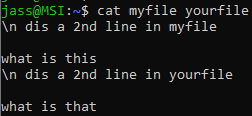 jass@MSI:~$ cat myfile yourfile
\n dis a 2nd line in myfile
what is this
\n dis a 2nd line in yourfile
what is that